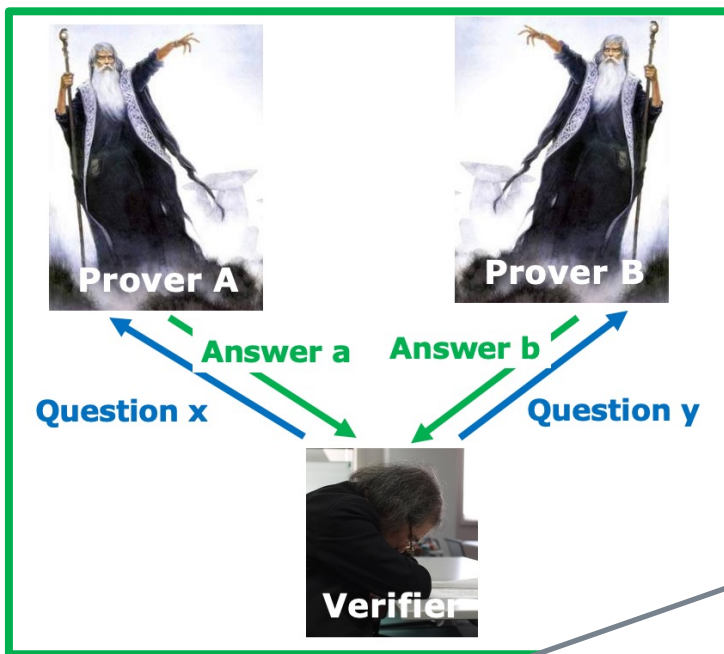 Prover A
Prover B
Answer a
Answer b
Question x
Question y
Verifier